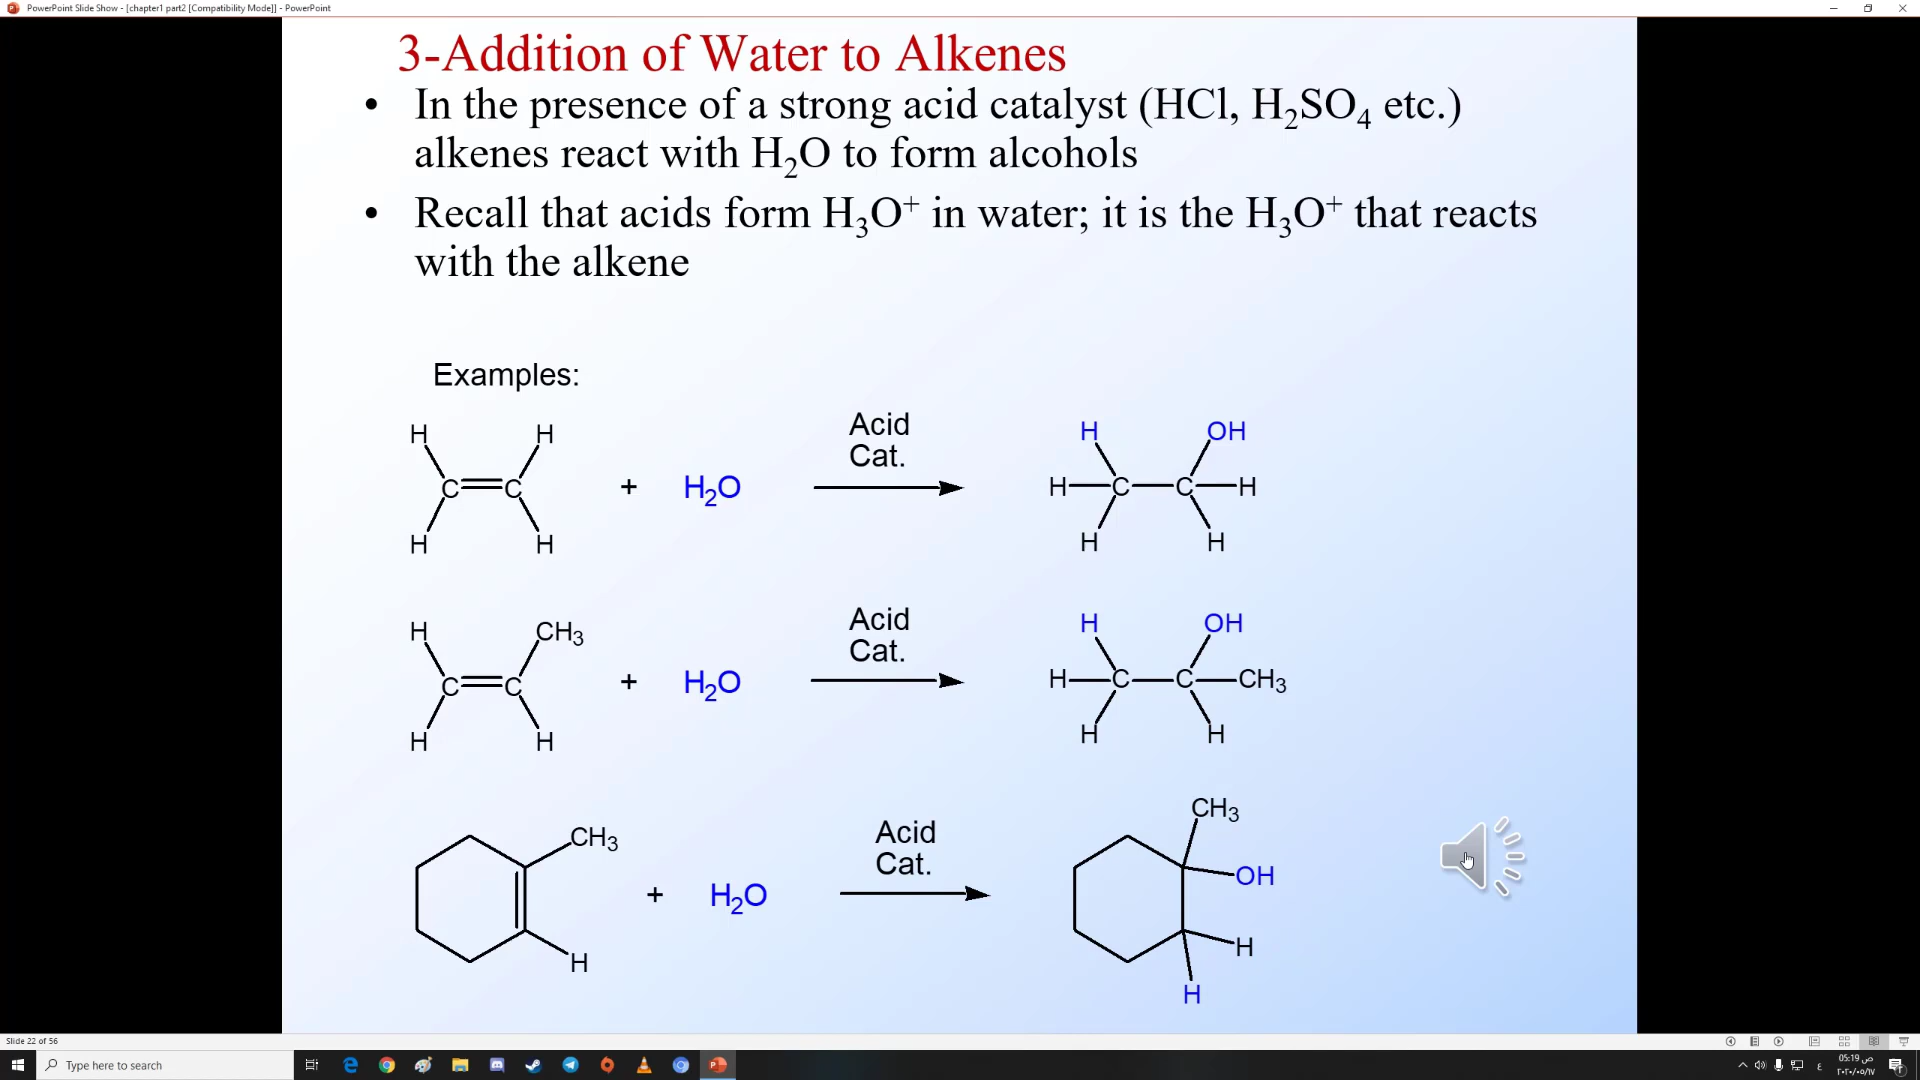 PowerPoint Slide Show - [chapter1 part2 [Compatibility Mode]] - PowerPoint
3-Addition of Water to Alkenes
• In the presence of a strong acid catalyst (HCl, H₂SO₄ etc.)
alkenes react with H₂O to form alcohols
• Recall that acids form H₃O⁺ in water; it is the H₃O⁺ that reacts
with the alkene
Examples:
H H
C C
H H
+ H₂O
Acid
Cat.
H OH
H C C H
H H
H CH₃
C C
H H
+ H₂O
Acid
Cat.
H OH
H C C CH₃
H H
CH₃
H
+ H₂O
Acid
Cat.
CH₃
OH
H
H
Slide 22 of 56
Type here to search
ع
05:19 ص